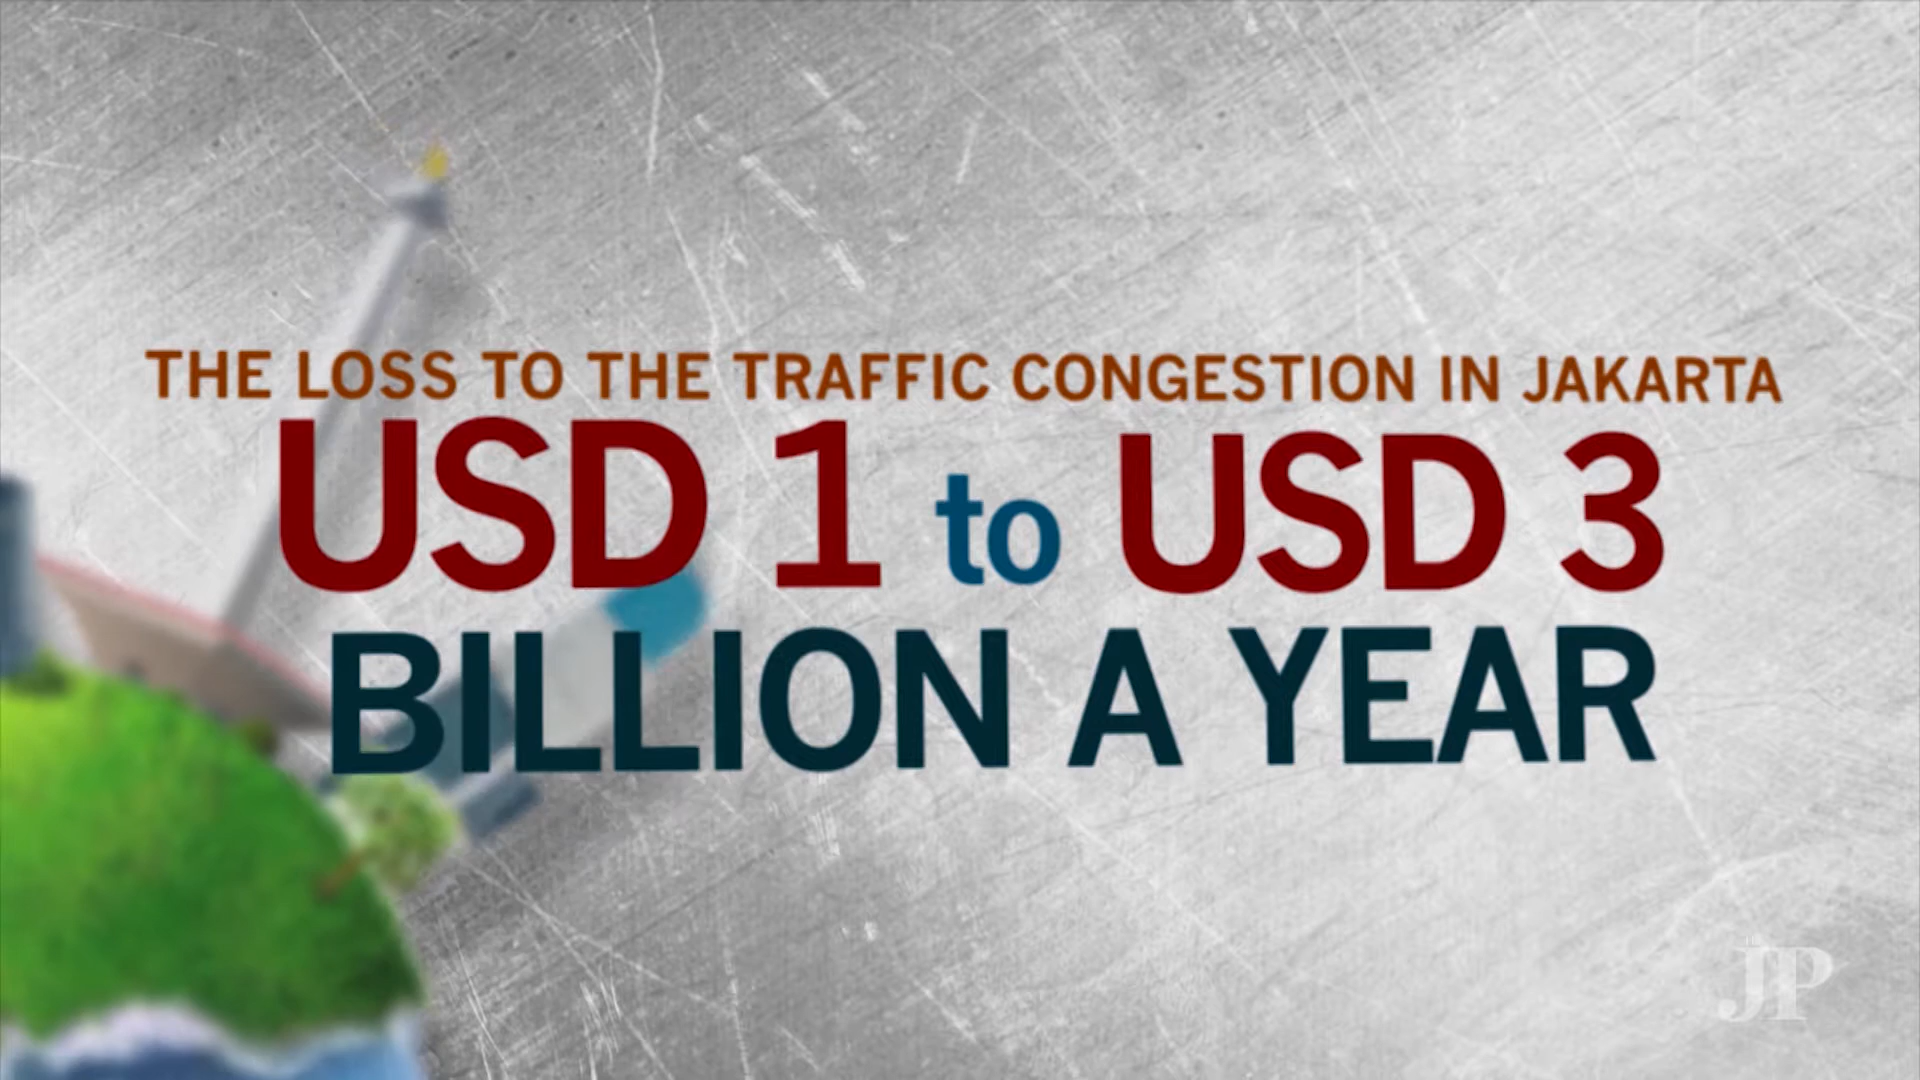 THE LOSS TO THE TRAFFIC CONGESTION IN JAKARTA
USD 1 to USD 3
BILLION A YEAR
JP